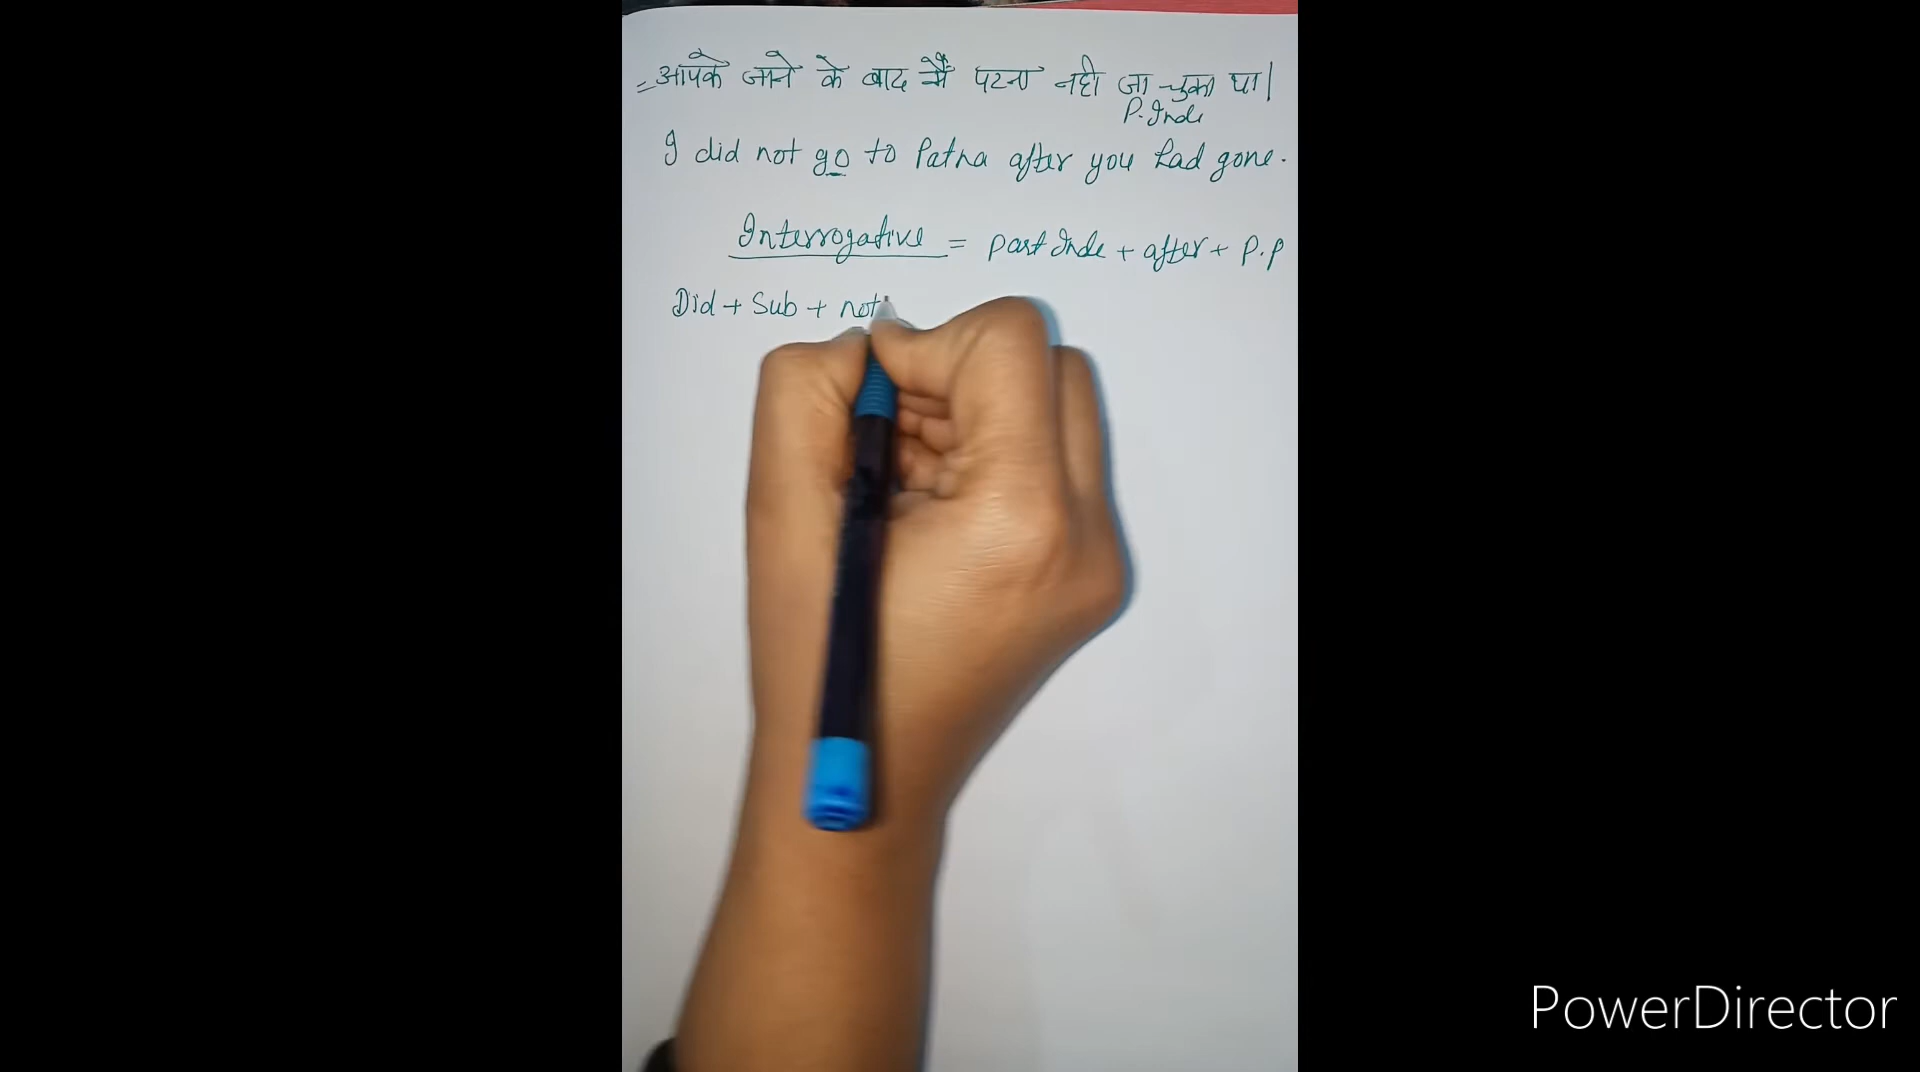 = आपके जाने के बाद मैं पटना नही जा चुका था|
P. Inde
I did not go to Patna after you had gone.
Interrogative = past Inde + after + P.p
Did + Sub + not
PowerDirector